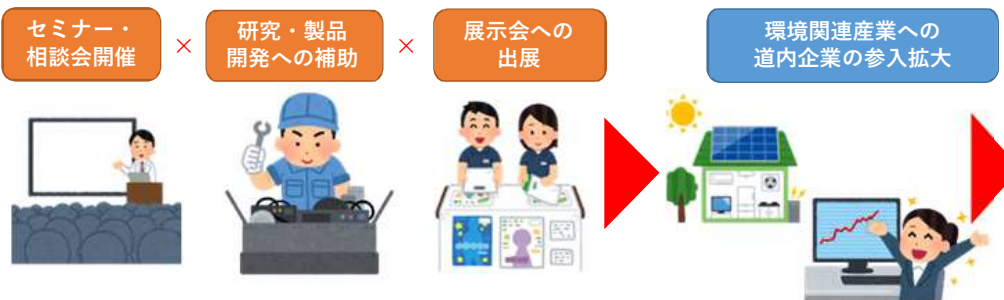 セミナー・
相談会開催
×
研究・製品
開発への補助
×
展示会への
出展
環境関連産業への
道内企業の参入拡大